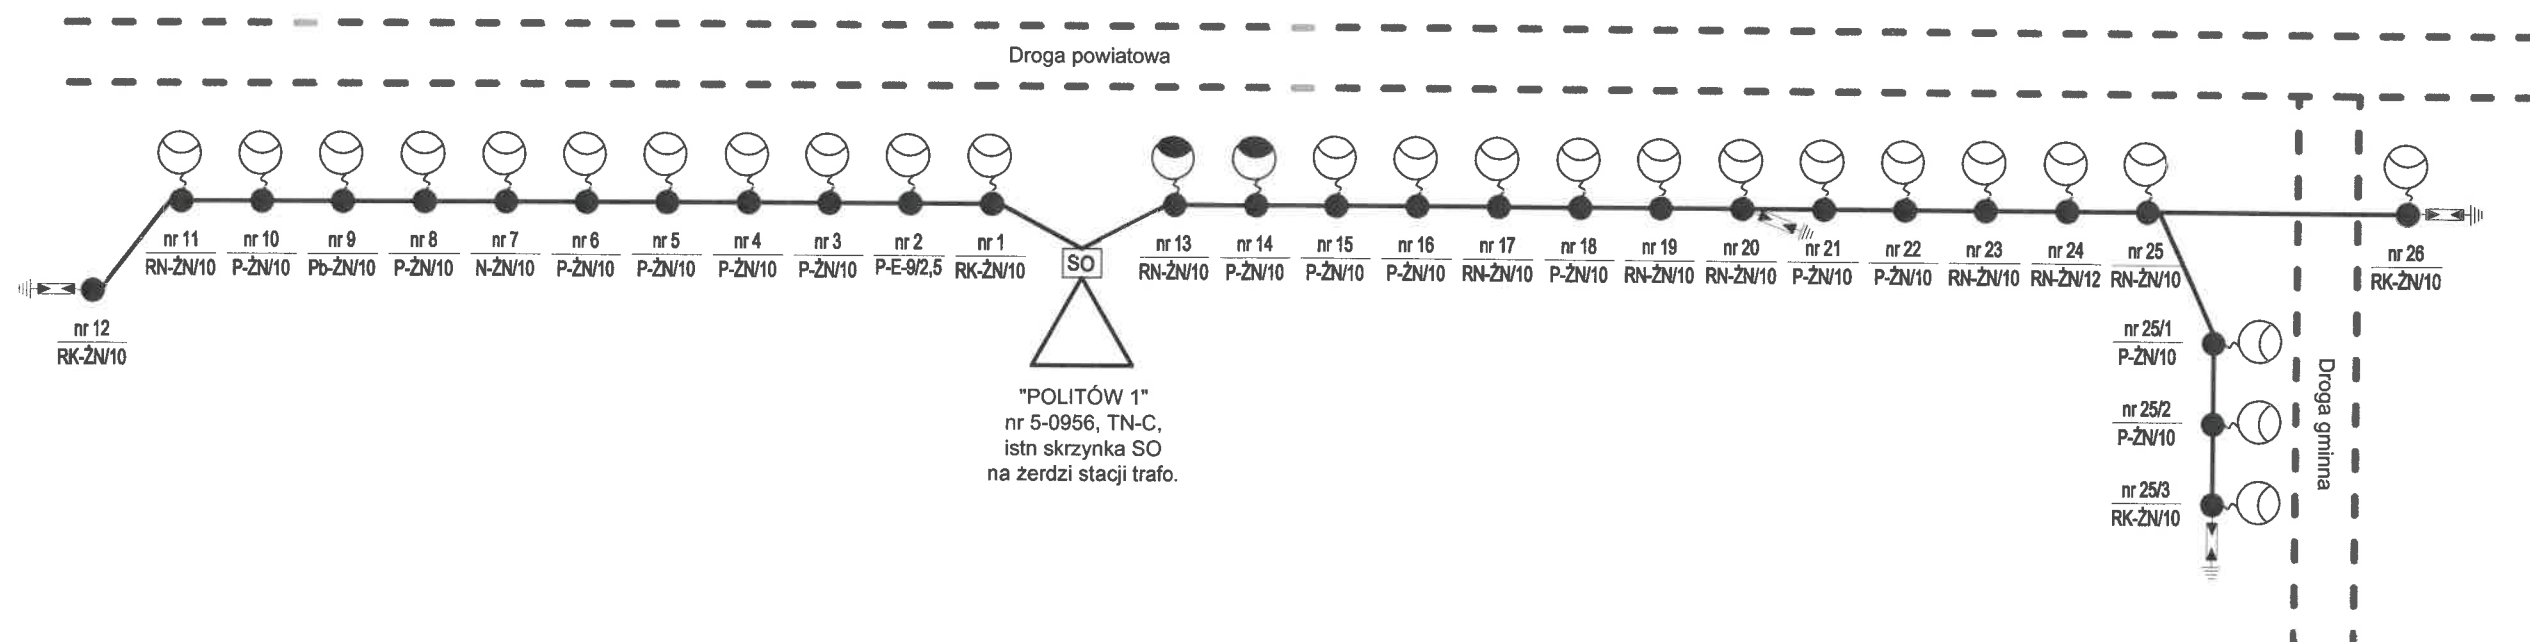 Droga powiatowa
nr 11
RN-ŻN/10
nr 10
P-ŻN/10
nr 9
Pb-ŻN/10
nr 8
P-ŻN/10
nr 7
N-ŻN/10
nr 6
P-ŻN/10
nr 5
P-ŻN/10
nr 4
P-ŻN/10
nr 3
P-ŻN/10
nr 2
P-E-9/2,5
nr 1
RK-ŻN/10
SO
nr 13
RN-ŻN/10
nr 14
P-ŻN/10
nr 15
P-ŻN/10
nr 16
P-ŻN/10
nr 17
RN-ŻN/10
nr 18
P-ŻN/10
nr 19
RN-ŻN/10
nr 20
RN-ŻN/10
nr 21
P-ŻN/10
nr 22
P-ŻN/10
nr 23
RN-ŻN/10
nr 24
RN-ŻN/12
nr 25
RN-ŻN/10
nr 26
RK-ŻN/10
nr 12
RK-ŻN/10
nr 25/1
P-ŻN/10
nr 25/2
P-ŻN/10
nr 25/3
RK-ŻN/10
Droga gminna
"POLITÓW 1"
nr 5-0956, TN-C,
istn skrzynka SO
na żerdzi stacji trafo.